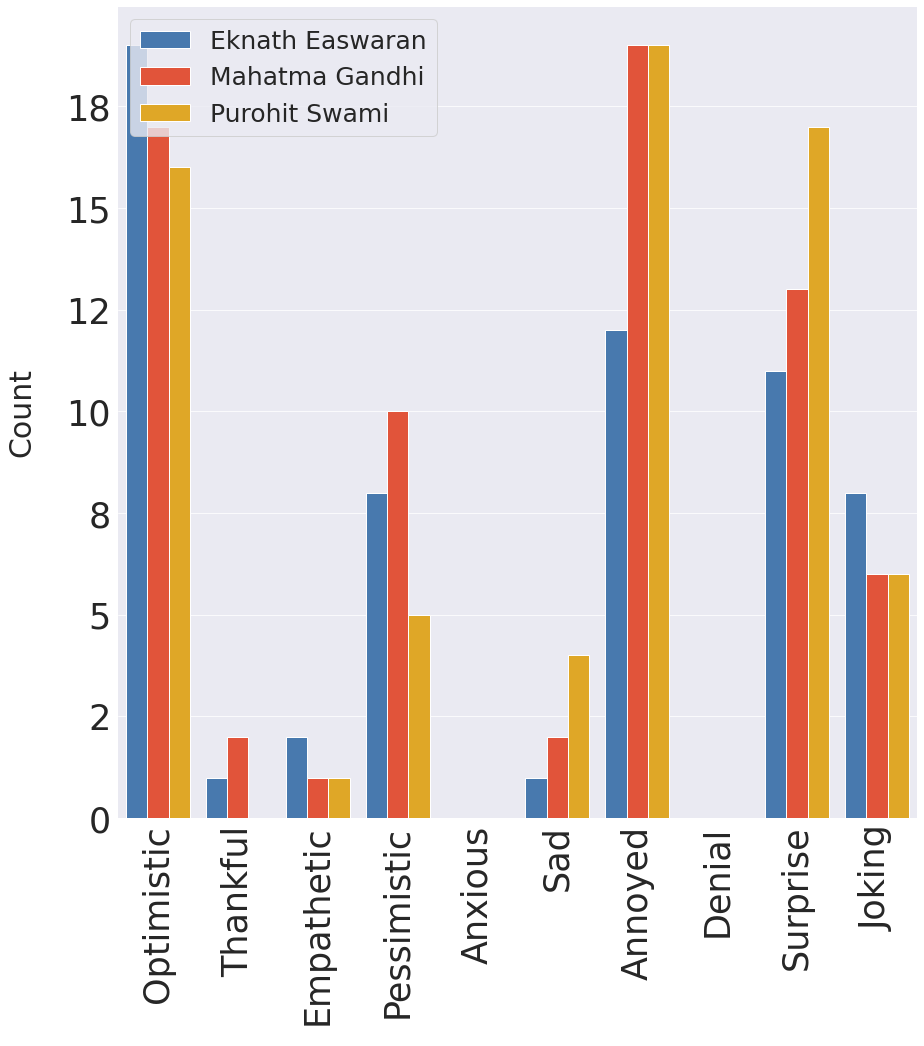 Eknath Easwaran
Mahatma Gandhi
Purohit Swami
Count
18
15
12
10
8
5
2
0
Optimistic
Thankful
Empathetic
Pessimistic
Anxious
Sad
Annoyed
Denial
Surprise
Joking